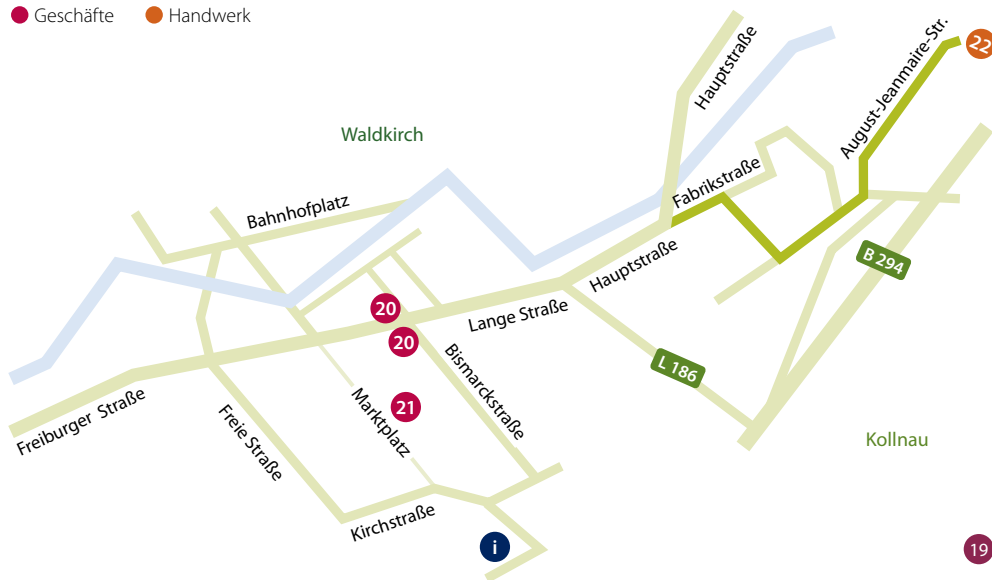 Geschäfte
Handwerk
22
August-Jeanmaire-Str.
Hauptstraße
Waldkirch
Fabrikstraße
Bahnhofplatz
Hauptstraße
B 294
20
Lange Straße
20
L 186
Bismarckstraße
21
Marktplatz
Freiburger Straße
Freie Straße
Kollnau
Kirchstraße
i
19